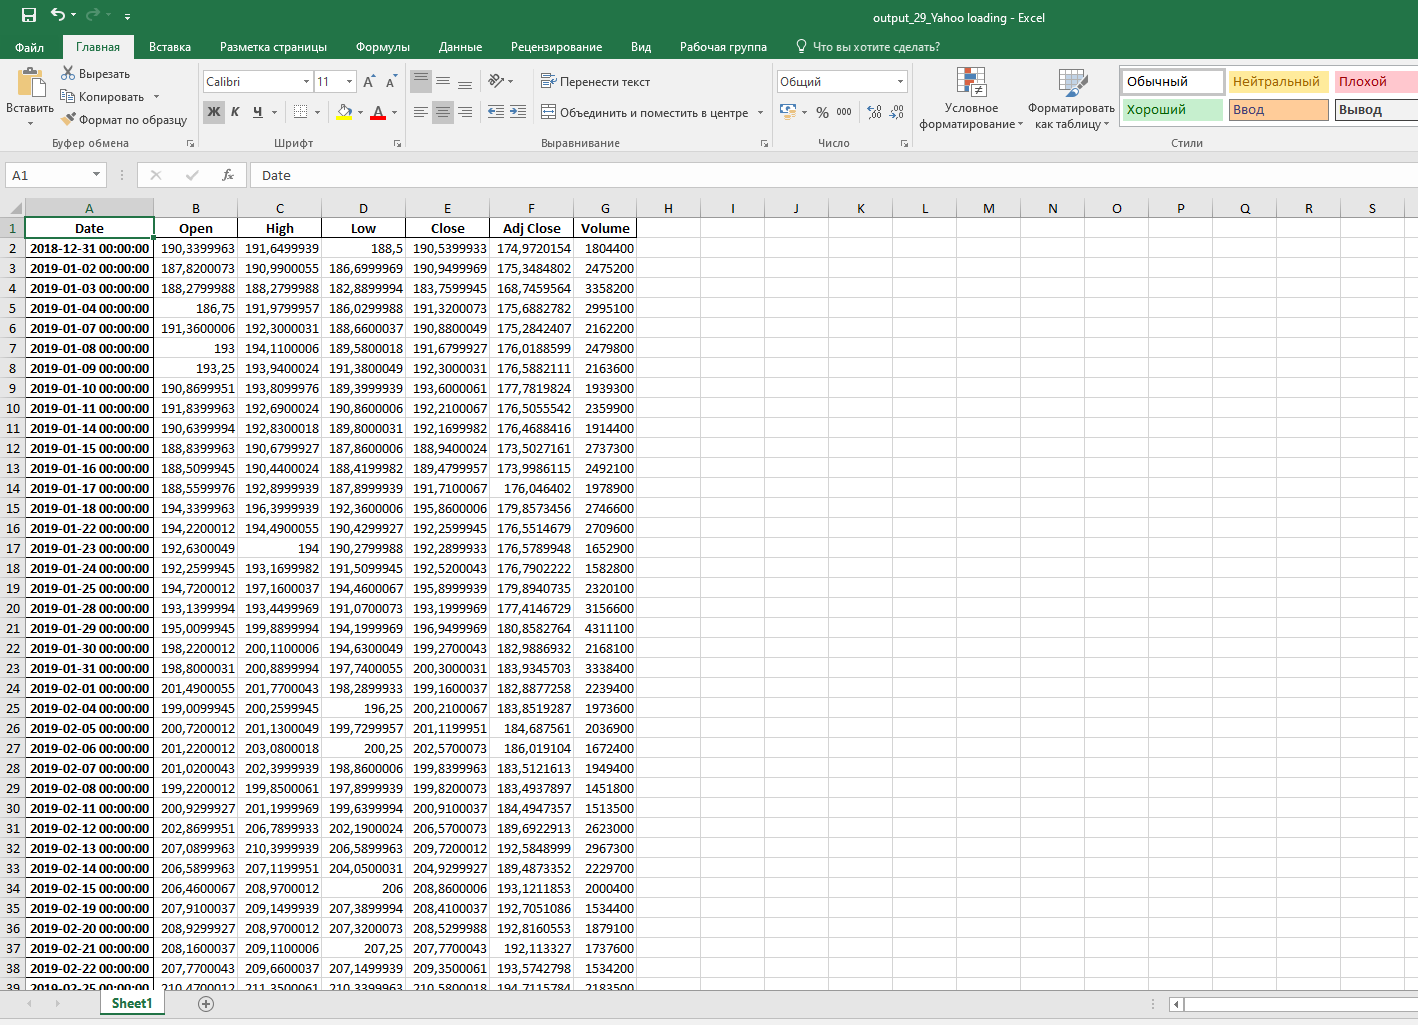 output_29_Yahoo loading - Excel
Файл Главная Вставка Разметка страницы Формулы Данные Рецензирование Вид Рабочая группа Что вы хотите сделать?
Вставить
Вырезать
Копировать
Формат по образцу
Буфер обмена
Calibri 11
Ж К Ч
Шрифт
Перенести текст
Объединить и поместить в центре
Выравнивание
Общий
% 000
Число
Условное форматирование
Форматировать как таблицу
Обычный Нейтральный Плохой
Хороший Ввод Вывод
Стили
A1 fx Date
A B C D E F G H I J K L M N O P Q R S
1 Date Open High Low Close Adj Close Volume
2 2018-12-31 00:00:00 190,3399963 191,6499939 188,5 190,5399933 174,9720154 1804400
3 2019-01-02 00:00:00 187,8200073 190,9900055 186,6999969 190,9499969 175,3484802 2475200
4 2019-01-03 00:00:00 188,2799988 188,2799988 182,8899994 183,7599945 168,7459564 3358200
5 2019-01-04 00:00:00 186,75 191,9799957 186,0299988 191,3200073 175,6882782 2995100
6 2019-01-07 00:00:00 191,3600006 192,3000031 188,6600037 190,8800049 175,2842407 2162200
7 2019-01-08 00:00:00 193 194,1100006 189,5800018 191,6799927 176,0188599 2479800
8 2019-01-09 00:00:00 193,25 193,9400024 191,3800049 192,3000031 176,5882111 2163600
9 2019-01-10 00:00:00 190,8699951 193,8099976 189,3999939 193,6000061 177,7819824 1939300
10 2019-01-11 00:00:00 191,8399963 192,6900024 190,8600006 192,2100067 176,5055542 2359900
11 2019-01-14 00:00:00 190,6399994 192,8300018 189,8000031 192,1699982 176,4688416 1914400
12 2019-01-15 00:00:00 188,8399963 190,6799927 187,8600006 188,9400024 173,5027161 2737300
13 2019-01-16 00:00:00 188,5099945 190,4400024 188,4199982 189,4799957 173,9986115 2492100
14 2019-01-17 00:00:00 188,5599976 192,8999939 187,8999939 191,7100067 176,046402 1978900
15 2019-01-18 00:00:00 194,3399963 196,3999939 192,3600006 195,8600006 179,8573456 2746600
16 2019-01-22 00:00:00 194,2200012 194,4900055 190,4299927 192,2599945 176,5514679 2709600
17 2019-01-23 00:00:00 192,6300049 194 190,2799988 192,2899933 176,5789948 1652900
18 2019-01-24 00:00:00 192,2599945 193,1699982 191,5099945 192,5200043 176,7902222 1582800
19 2019-01-25 00:00:00 194,7200012 197,1600037 194,4600067 195,8999939 179,8940735 2320100
20 2019-01-28 00:00:00 193,1399994 193,4499969 191,0700073 193,1999969 177,4146729 3156600
21 2019-01-29 00:00:00 195,0099945 199,8899994 194,1999969 196,9499969 180,8582764 4311100
22 2019-01-30 00:00:00 198,2200012 200,1100006 194,6300049 199,2700043 182,9886932 2168100
23 2019-01-31 00:00:00 198,8000031 200,8899994 197,7400055 200,3000031 183,9345703 3338400
24 2019-02-01 00:00:00 201,4900055 201,7700043 198,2899933 199,1600037 182,8877258 2239400
25 2019-02-04 00:00:00 199,0099945 200,2599945 196,25 200,2100067 183,8519287 1973600
26 2019-02-05 00:00:00 200,7200012 201,1300049 199,7299957 201,1199951 184,687561 2036900
27 2019-02-06 00:00:00 201,2200012 203,0800018 200,25 202,5700073 186,019104 1672400
28 2019-02-07 00:00:00 201,0200043 202,3999939 198,8600006 199,8399963 183,5121613 1949400
29 2019-02-08 00:00:00 199,2200012 199,8500061 197,8999939 199,8200073 183,4937897 1451800
30 2019-02-11 00:00:00 200,9299927 201,1999969 199,6399994 200,9100037 184,4947357 1513500
31 2019-02-12 00:00:00 202,8699951 206,7899933 202,1900024 206,5700073 189,6922913 2623000
32 2019-02-13 00:00:00 207,0899963 210,3999939 206,5899963 209,7200012 192,5848999 2967300
33 2019-02-14 00:00:00 206,5899963 207,1199951 204,0500031 204,9299927 189,4873352 2229700
34 2019-02-15 00:00:00 206,4600067 208,9700012 206 208,8600006 193,1211853 2000400
35 2019-02-19 00:00:00 207,9100037 209,1499939 207,3899994 208,4100037 192,7051086 1534400
36 2019-02-20 00:00:00 208,9299927 208,9700012 207,3200073 208,5299988 192,8160553 1879100
37 2019-02-21 00:00:00 208,1600037 209,1100006 207,25 207,7700043 192,113327 1737600
38 2019-02-22 00:00:00 207,7700043 209,6600037 207,1499939 209,3500061 193,5742798 1534200
39 2019-02-25 00:00:00 210,4700012 211,3500061 210,3399963 210,5800018 194,7115784 2183500
Sheet1